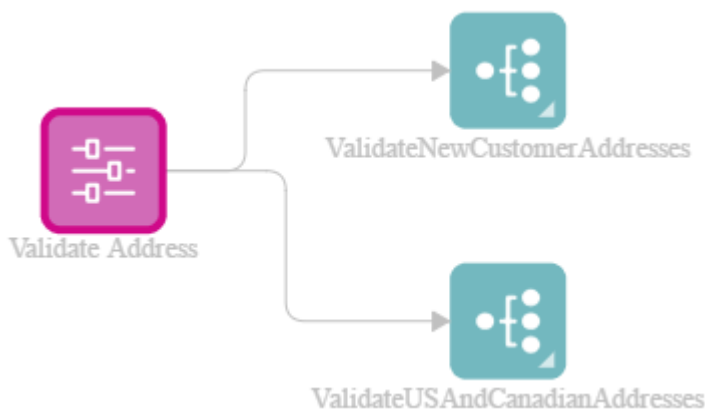 ValidateNewCustomerAddresses
Validate Address
ValidateUSAndCanadianAddresses